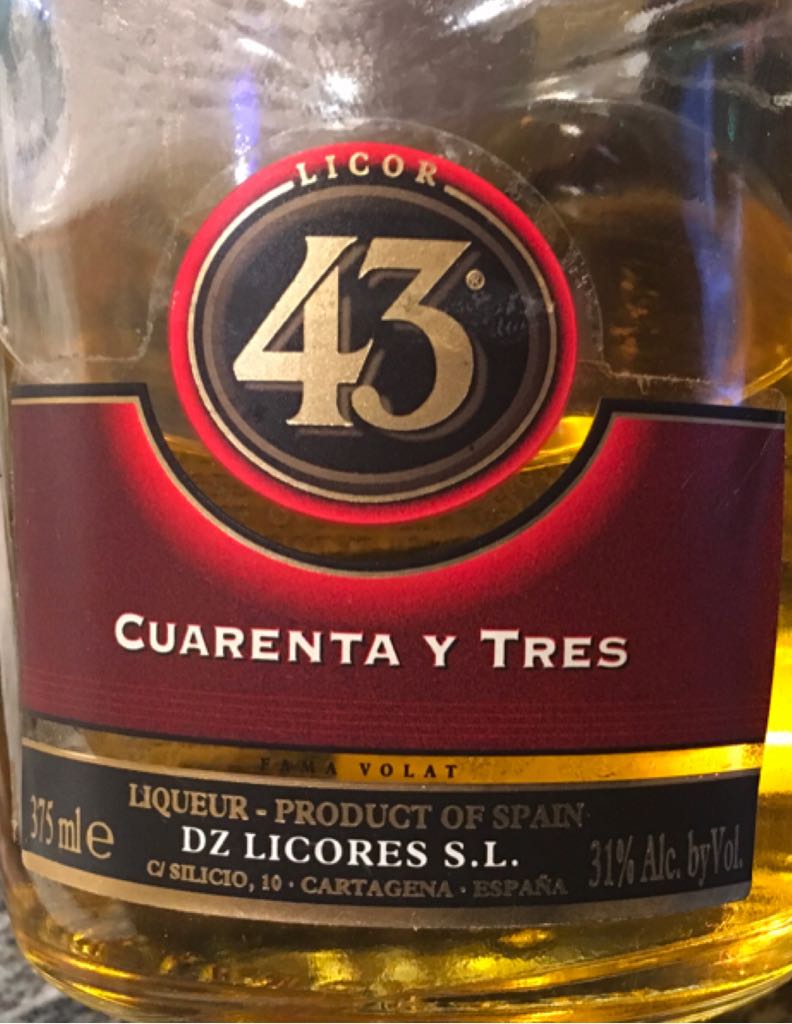 LICOR
43®
CUARENTA Y TRES
FAMA VOLAT
LIQUEUR - PRODUCT OF SPAIN
375 ml e
DZ LICORES S.L.
31% Alc. by Vol.
C/ SILICIO, 10 · CARTAGENA · ESPAÑA